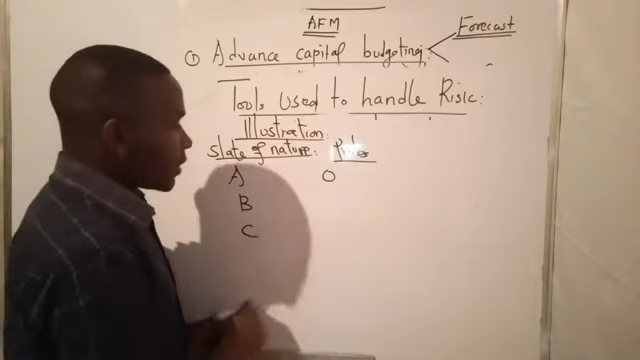 AFM
① Advance capital budgeting Forecast
Tools Used to handle Risk:
Illustration:
State of nature:
A 0
B
C